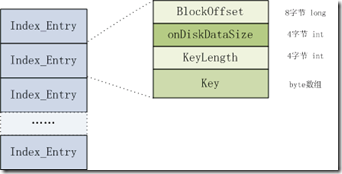 Index_Entry
Index_Entry
Index_Entry
……
Index_Entry
BlockOffset 8字节 long
onDiskDataSize 4字节 int
KeyLength 4字节 int
Key byte数组